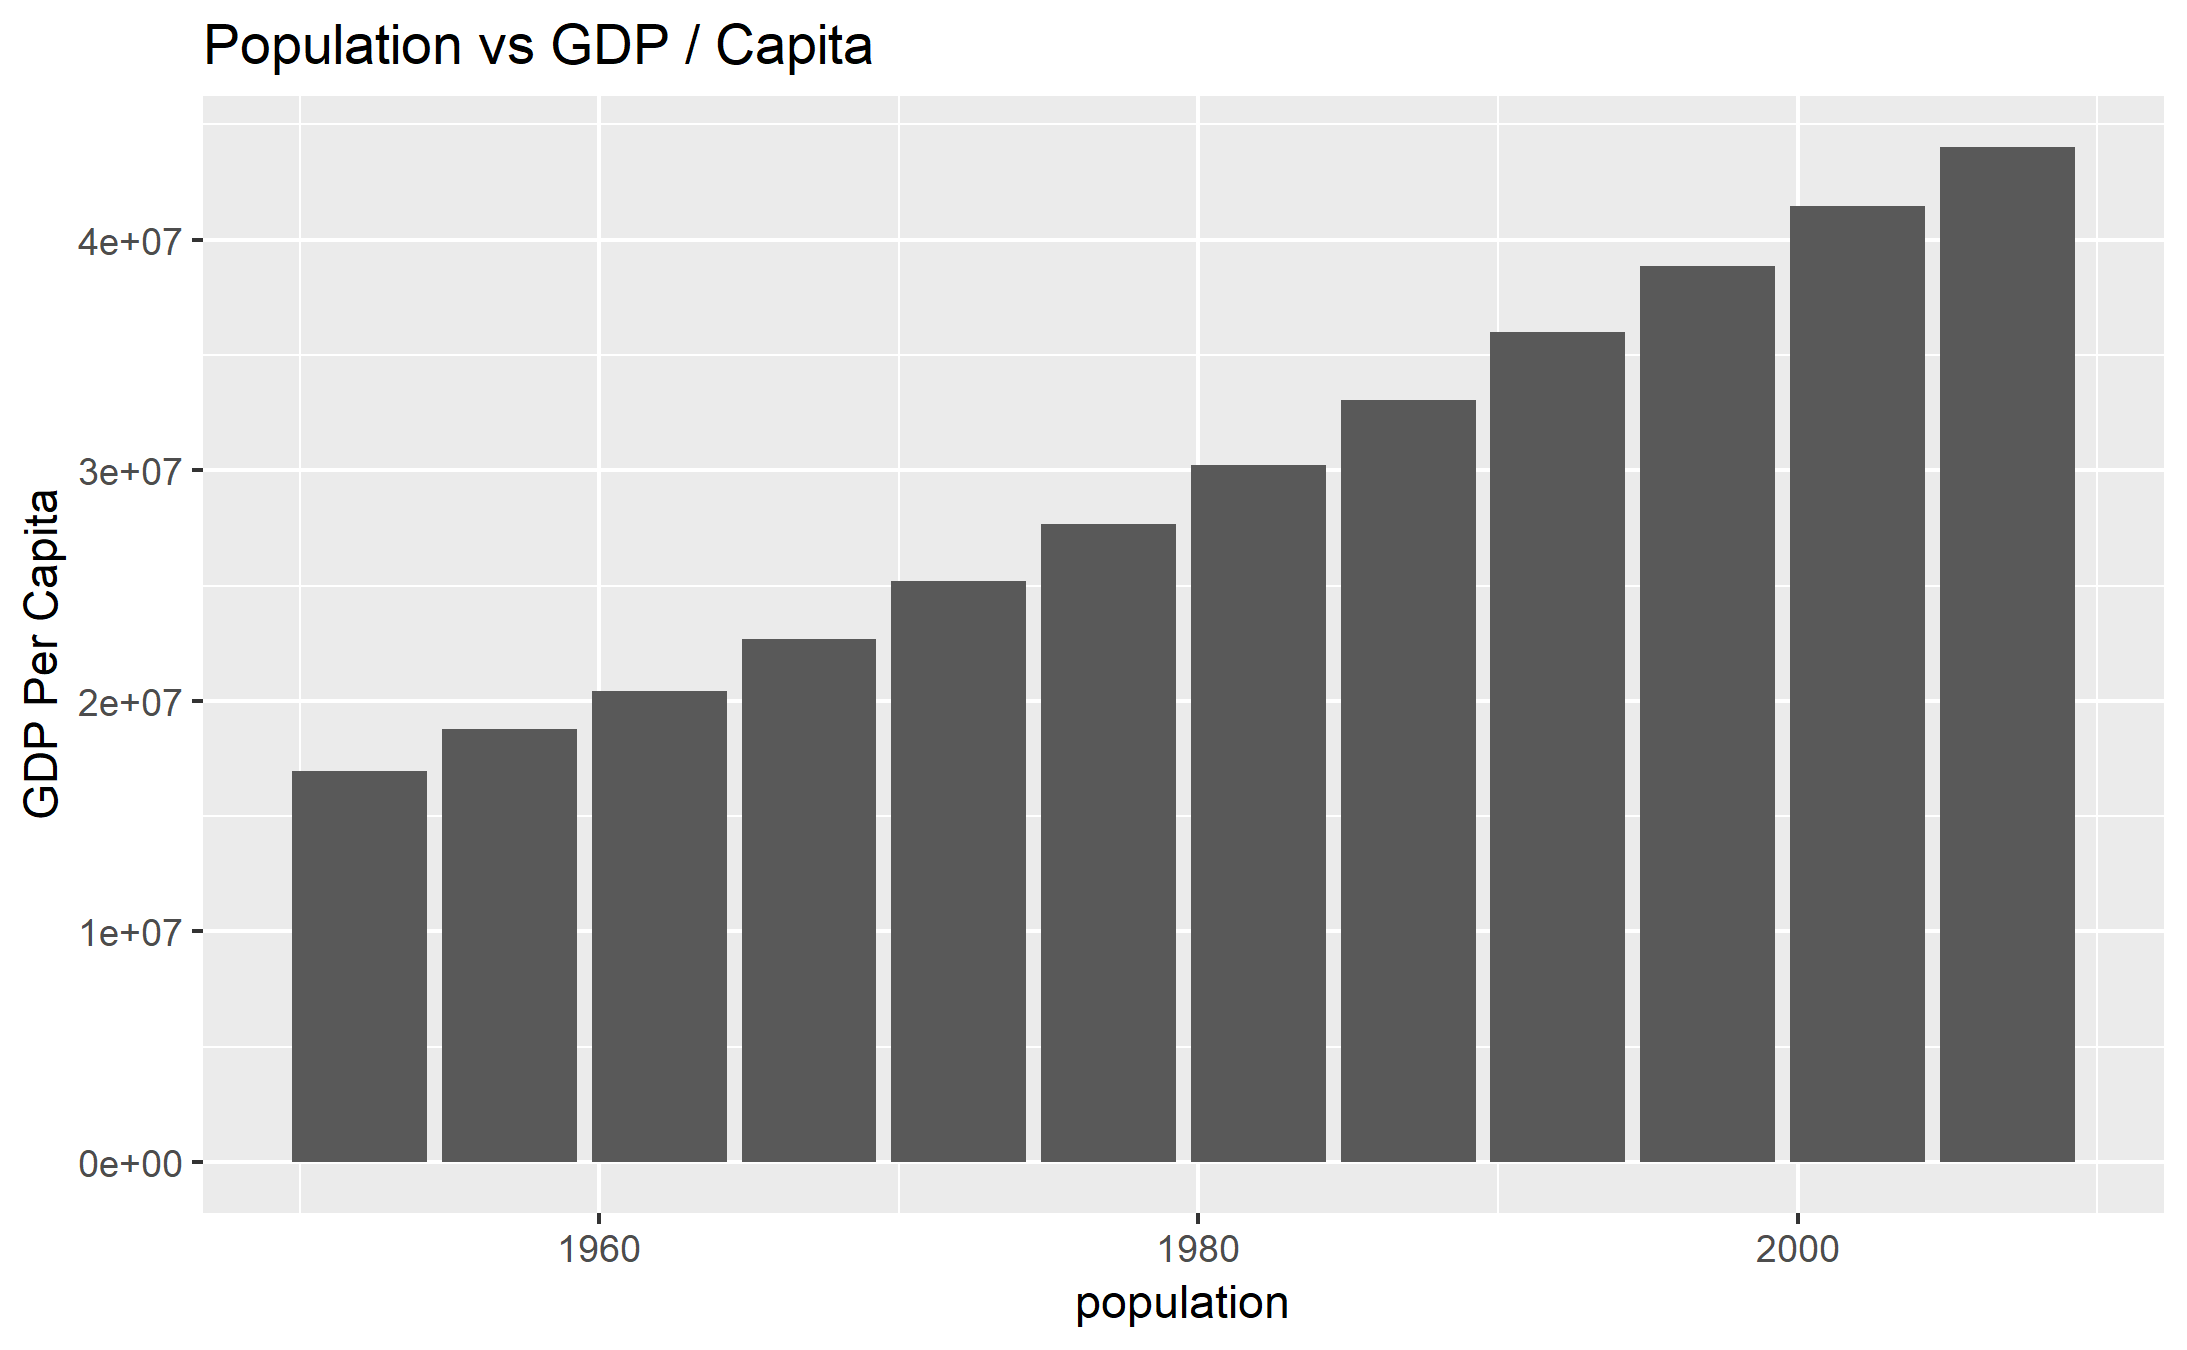 Population vs GDP / Capita
GDP Per Capita
4e+07
3e+07
2e+07
1e+07
0e+00
1960 1980 2000
population